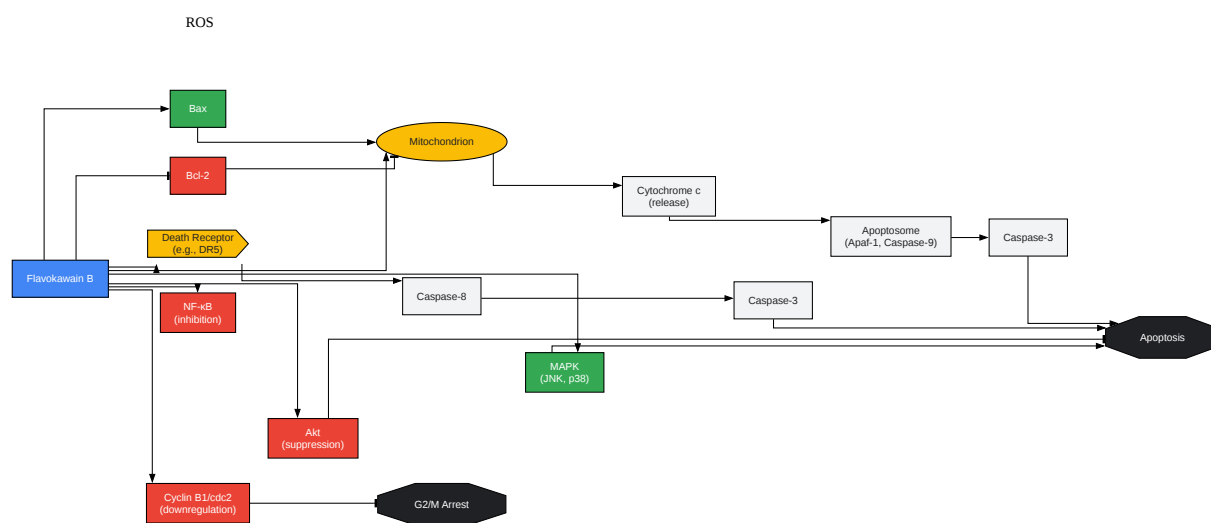 ROS
Bax
Mitochondrion
Bcl-2
Cytochrome c
(release)
Apoptosome
(Apaf-1, Caspase-9)
Caspase-3
Death Receptor
(e.g., DR5)
Flavokawain B
Caspase-8
Caspase-3
NF-κB
(inhibition)
Apoptosis
MAPK
(JNK, p38)
Akt
(suppression)
Cyclin B1/cdc2
(downregulation)
G2/M Arrest